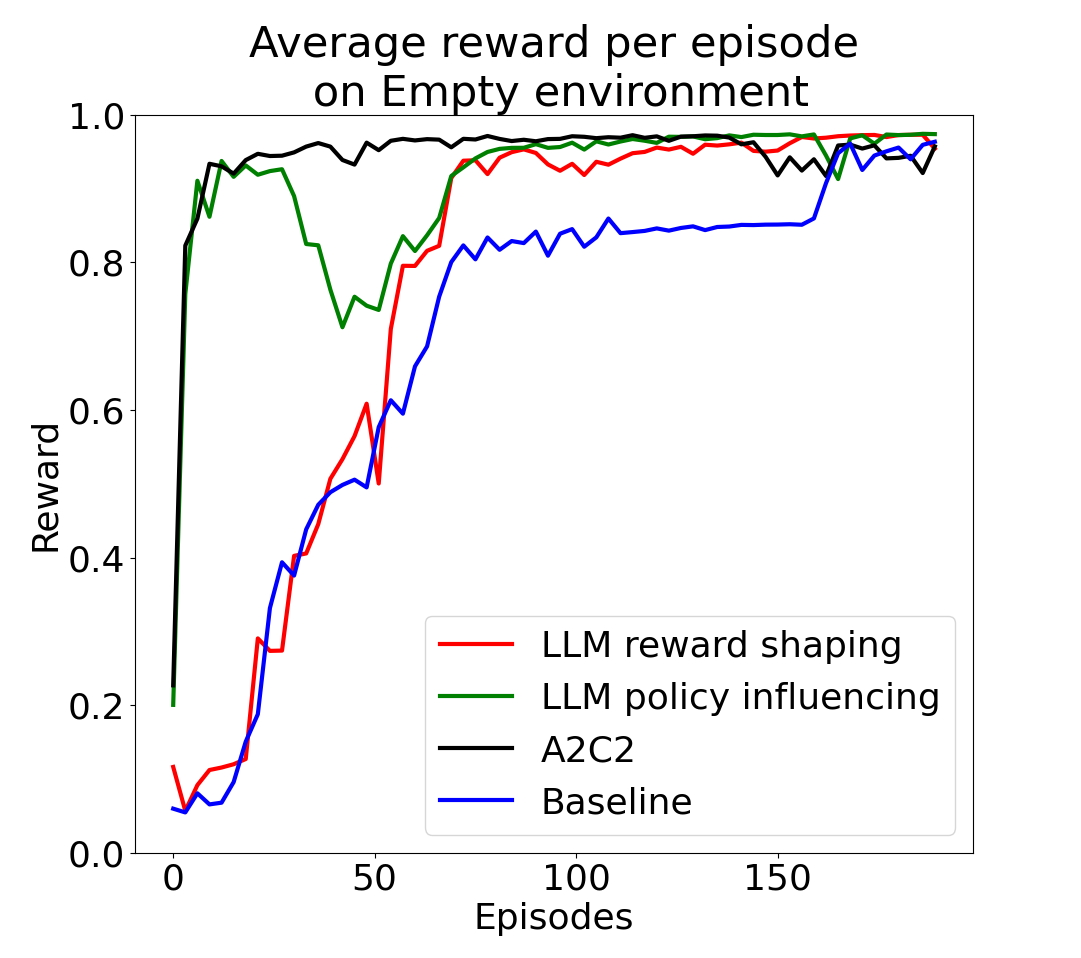 Average reward per episode
on Empty environment
1.0
0.8
0.6
0.4
0.2
0.0
Reward
0 50 100 150
Episodes
LLM reward shaping
LLM policy influencing
A2C2
Baseline